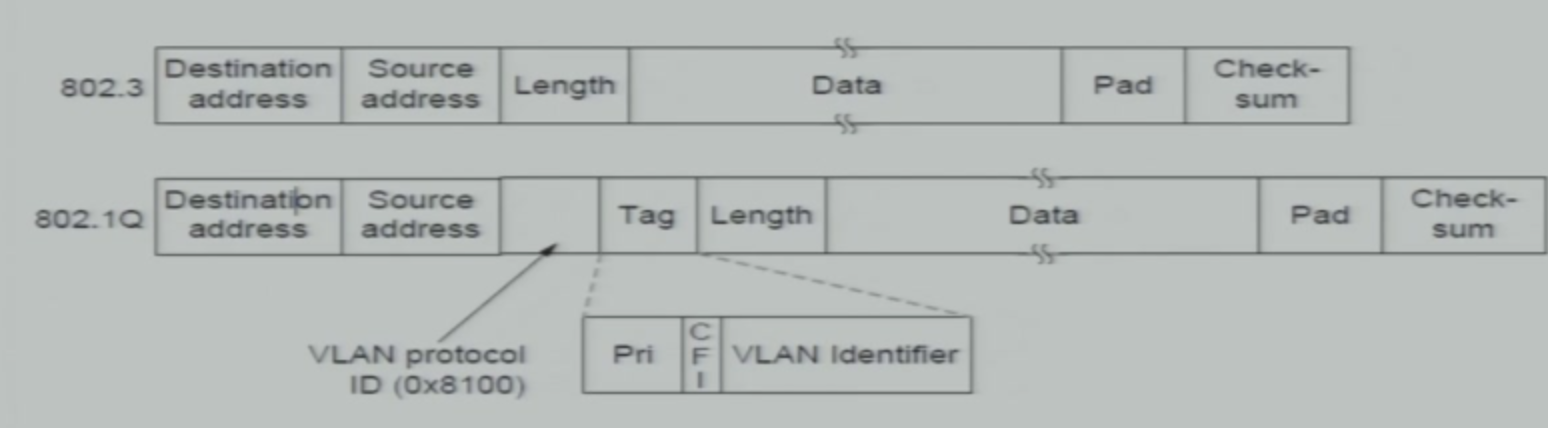 802.3
Destination
address
Source
address
Length
Data
Pad
Check-
sum
802.1Q
Destination
address
Source
address
Tag
Length
Data
Pad
Check-
sum
VLAN protocol
ID (0x8100)
Pri
C
F
I
VLAN Identifier